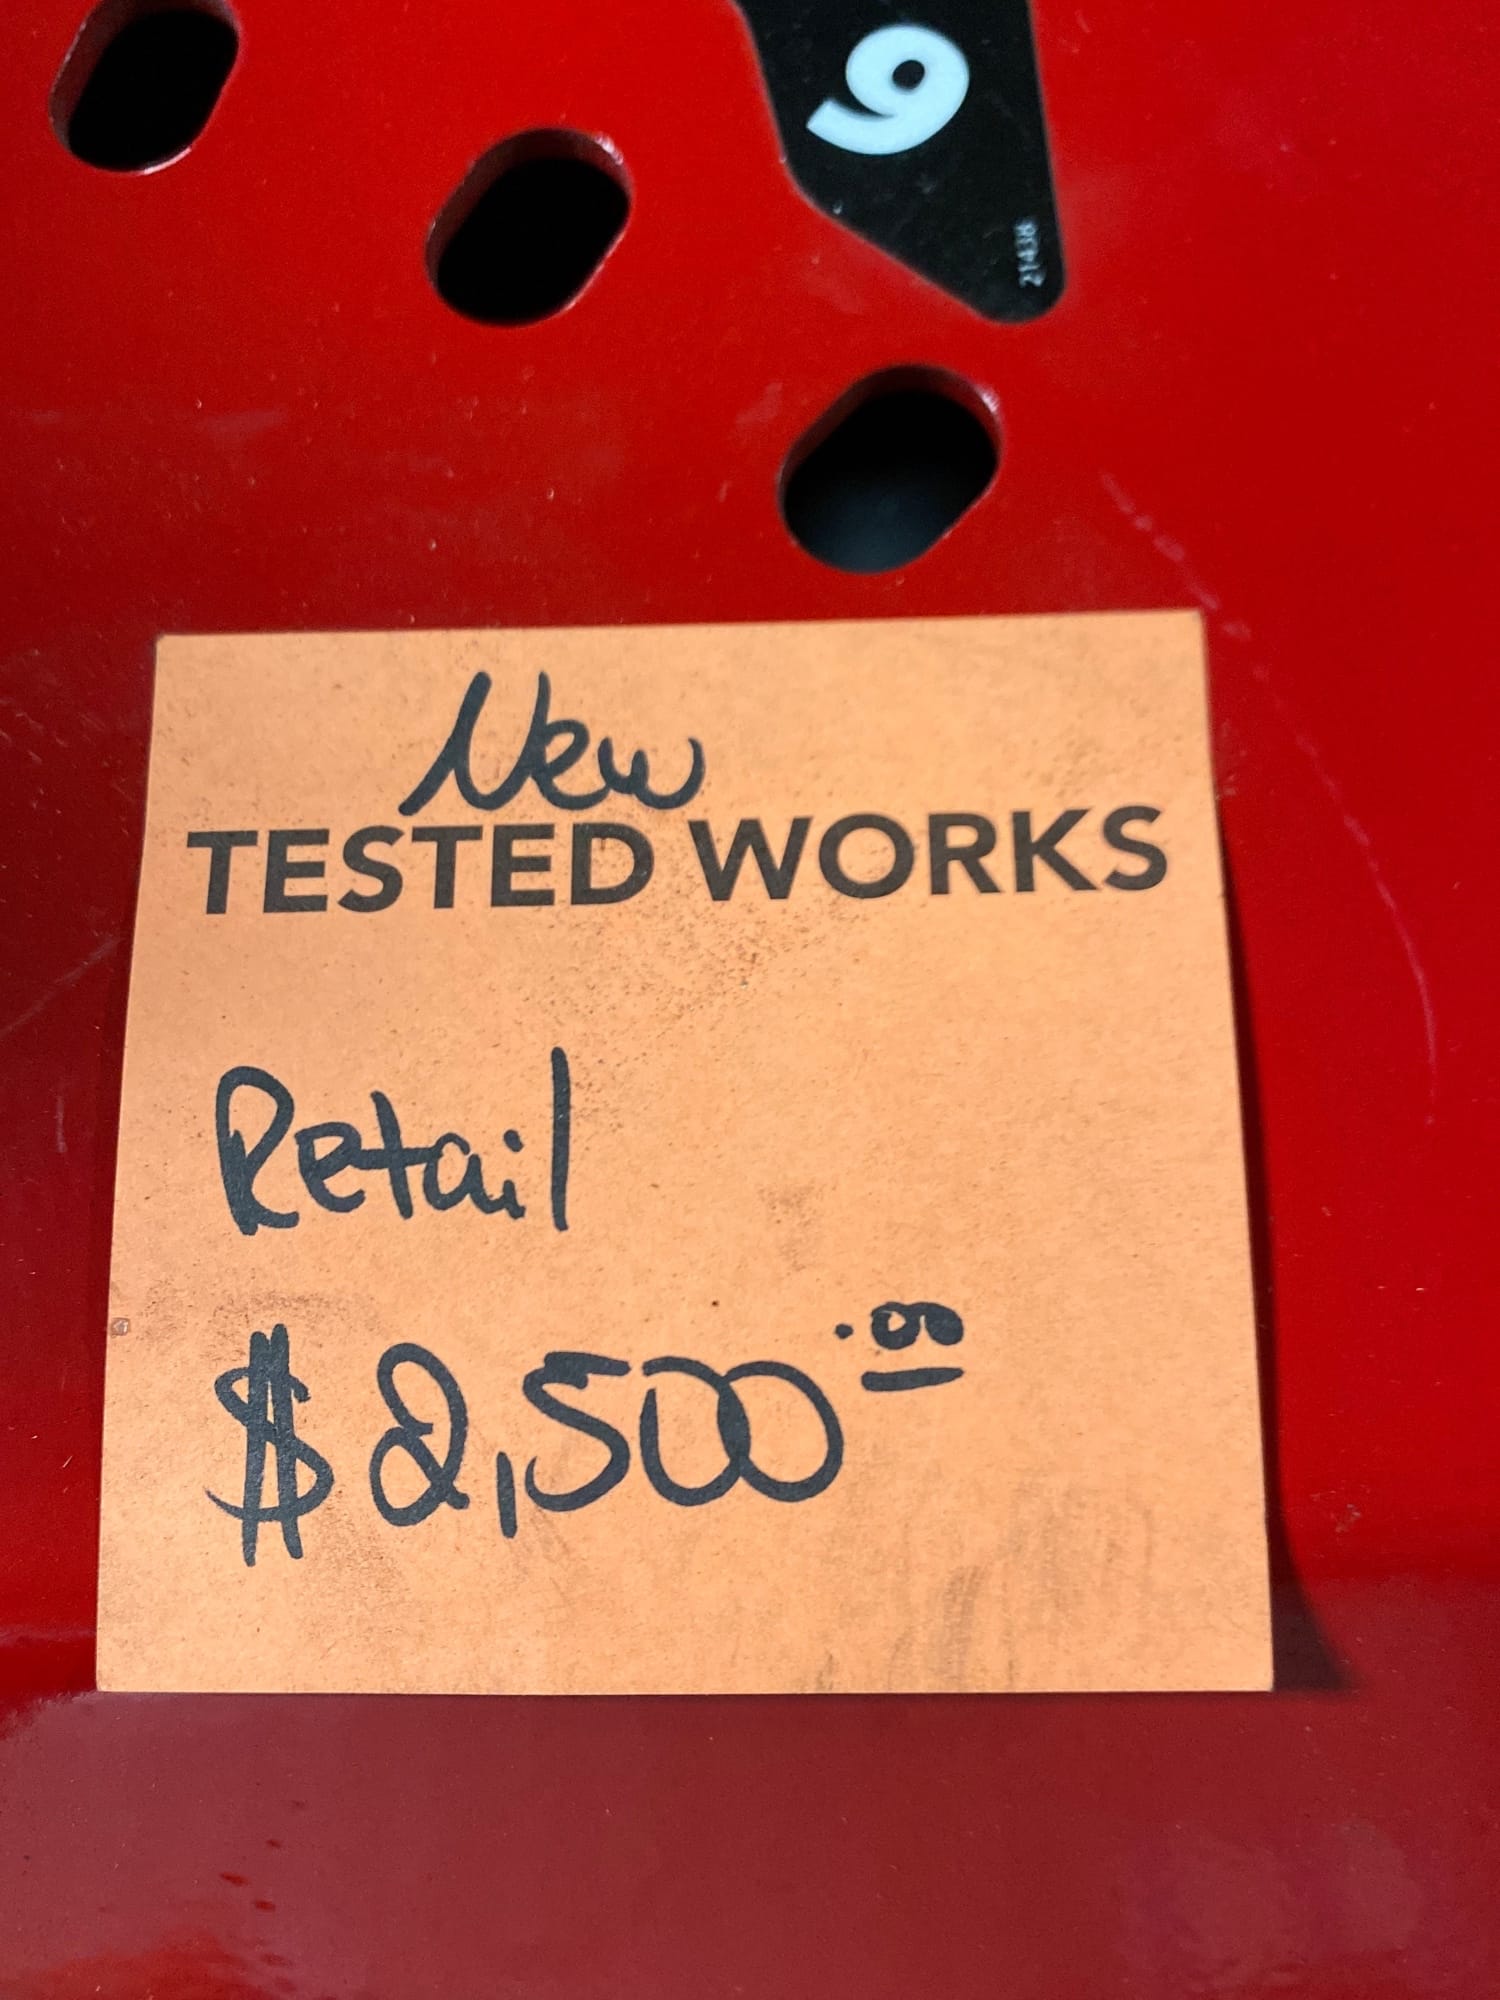 9
21438
New
TESTED WORKS
Retail
$2,500.00